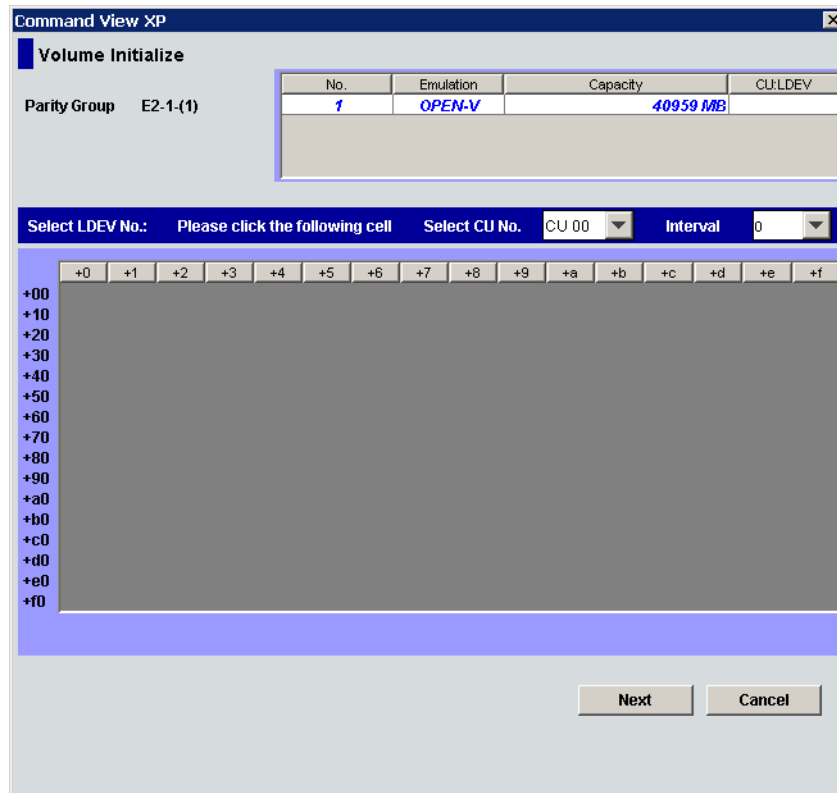 Command View XP
Volume Initialize
No. Emulation Capacity CU:LDEV
Parity Group E2-1-(1) 1 OPEN-V 40959 MB
Select LDEV No.: Please click the following cell Select CU No. CU 00 Interval 0
+0 +1 +2 +3 +4 +5 +6 +7 +8 +9 +a +b +c +d +e +f
+00
+10
+20
+30
+40
+50
+60
+70
+80
+90
+a0
+b0
+c0
+d0
+e0
+f0
Next Cancel